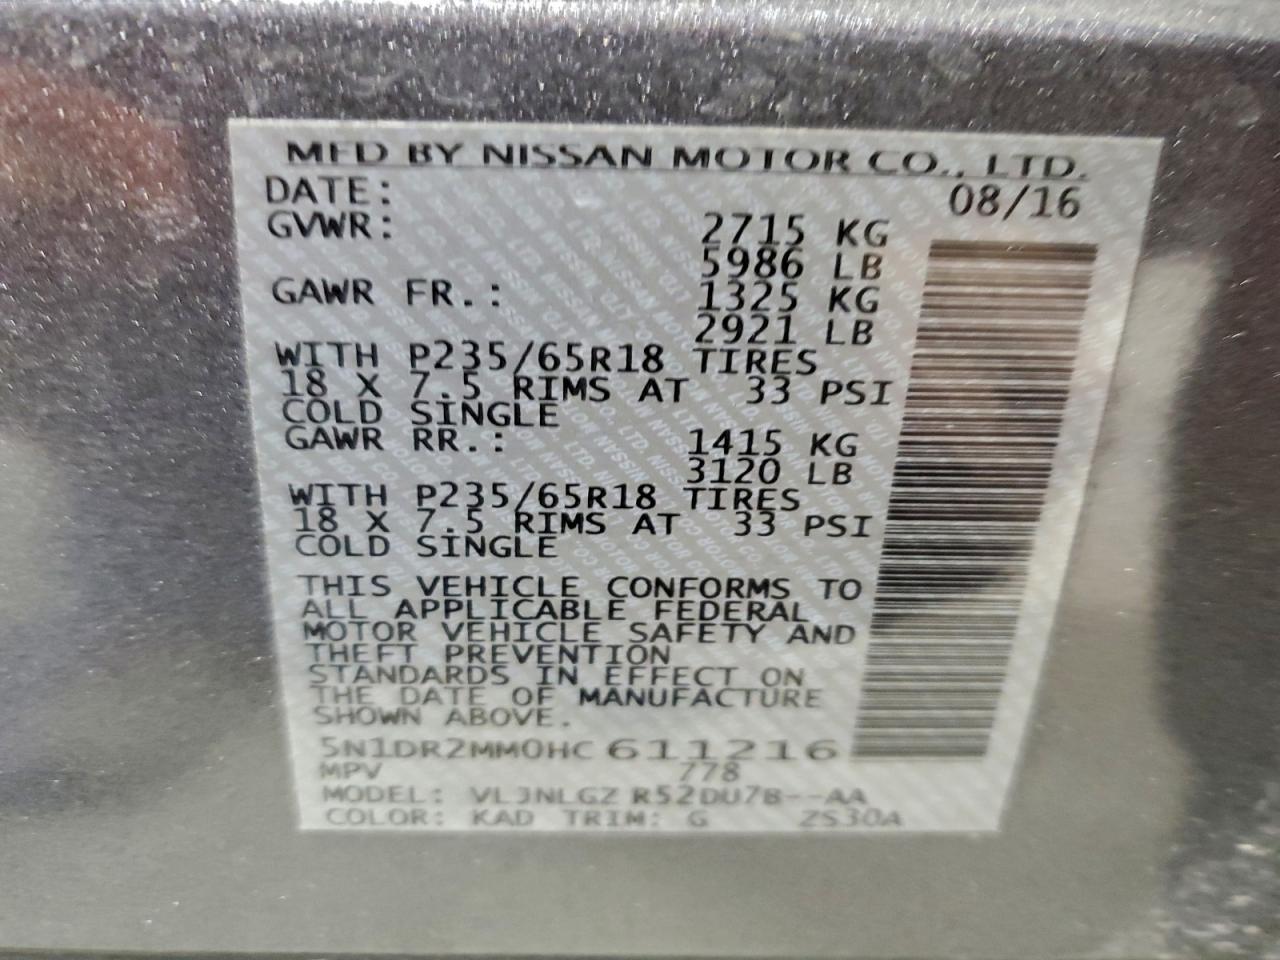 MFD BY NISSAN MOTOR CO., LTD.
DATE: 08/16
GVWR: 2715 KG
5986 LB
GAWR FR.: 1325 KG
2921 LB
WITH P235/65R18 TIRES
18 X 7.5 RIMS AT 33 PSI
COLD SINGLE
GAWR RR.: 1415 KG
3120 LB
WITH P235/65R18 TIRES
18 X 7.5 RIMS AT 33 PSI
COLD SINGLE
THIS VEHICLE CONFORMS TO
ALL APPLICABLE FEDERAL
MOTOR VEHICLE SAFETY AND
THEFT PREVENTION
STANDARDS IN EFFECT ON
THE DATE OF MANUFACTURE
SHOWN ABOVE.
5N1DR2MM0HC611216
MPV 778
MODEL: VLJNLGZ R52DU7B--AA
COLOR: KAD TRIM: G ZS30A